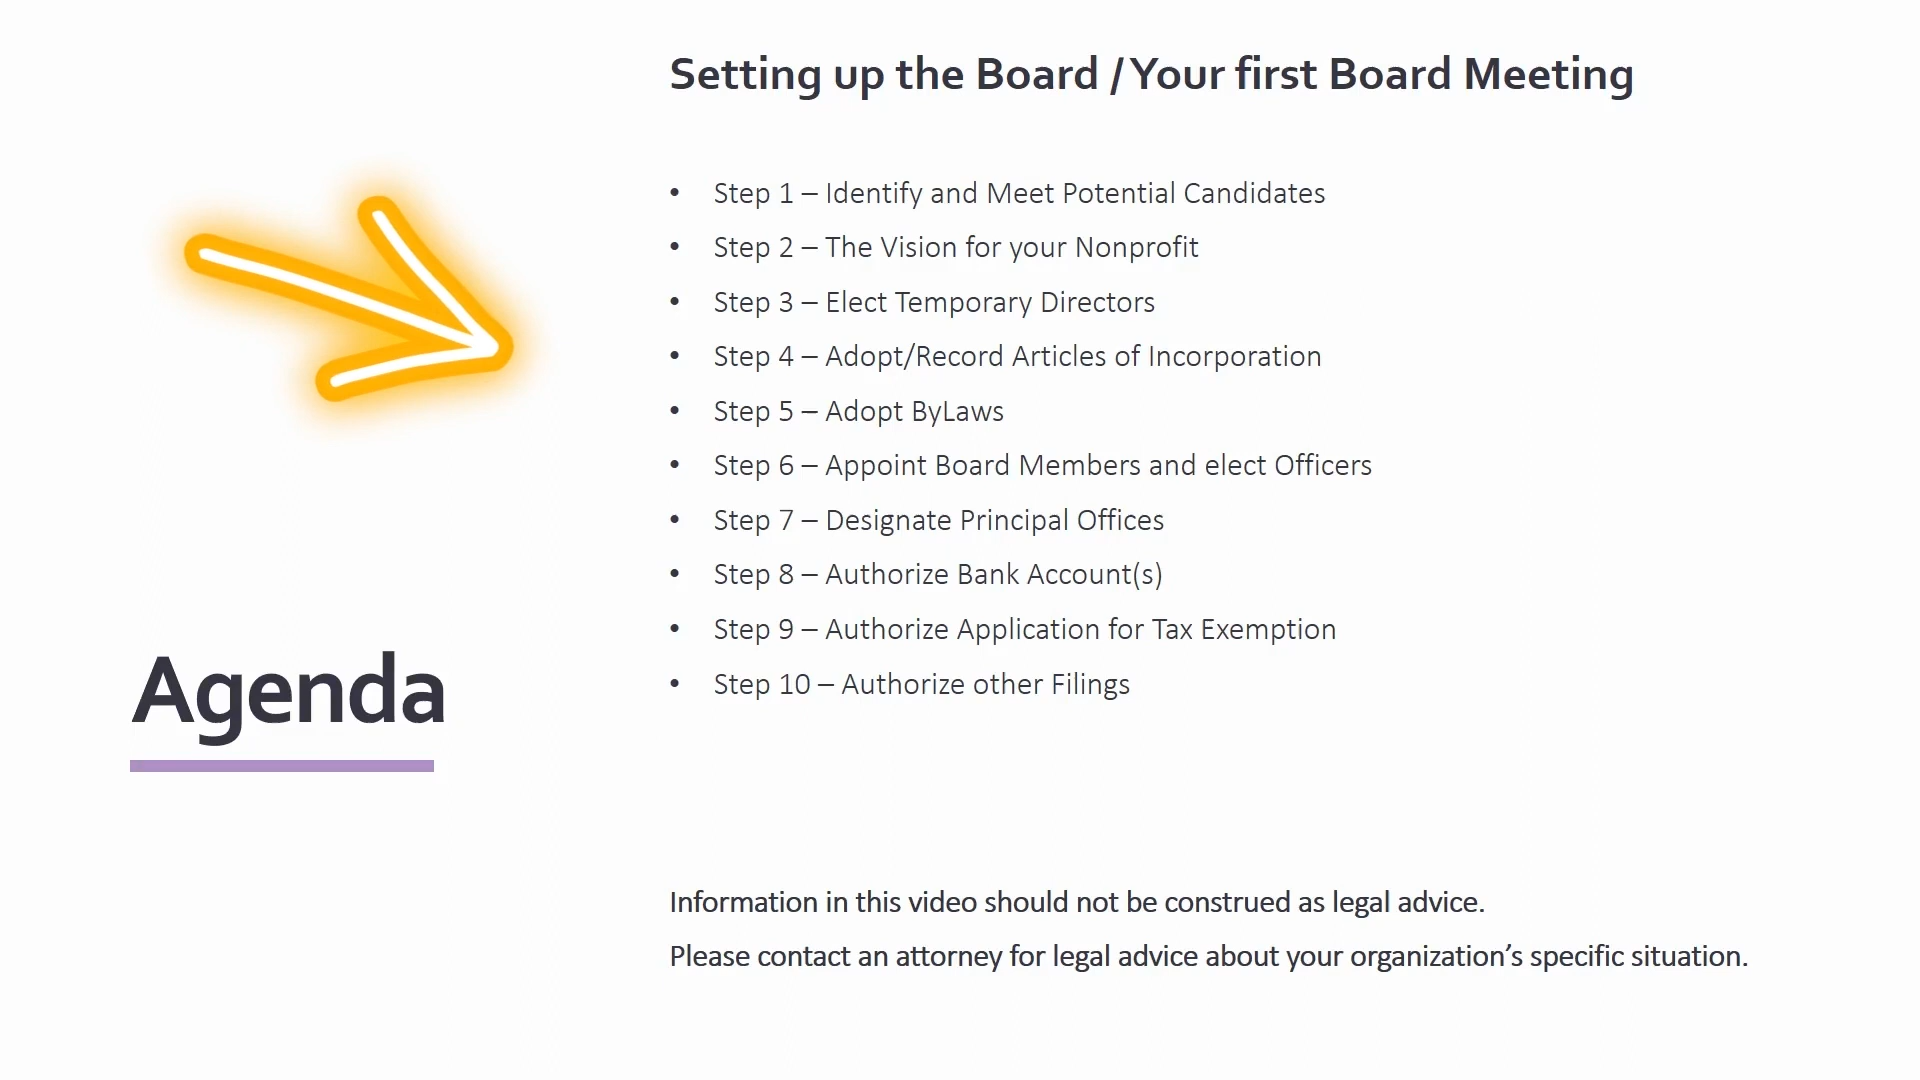 Setting up the Board / Your first Board Meeting
• Step 1 – Identify and Meet Potential Candidates
• Step 2 – The Vision for your Nonprofit
• Step 3 – Elect Temporary Directors
• Step 4 – Adopt/Record Articles of Incorporation
• Step 5 – Adopt ByLaws
• Step 6 – Appoint Board Members and elect Officers
• Step 7 – Designate Principal Offices
• Step 8 – Authorize Bank Account(s)
• Step 9 – Authorize Application for Tax Exemption
• Step 10 – Authorize other Filings
Agenda
Information in this video should not be construed as legal advice.
Please contact an attorney for legal advice about your organization’s specific situation.